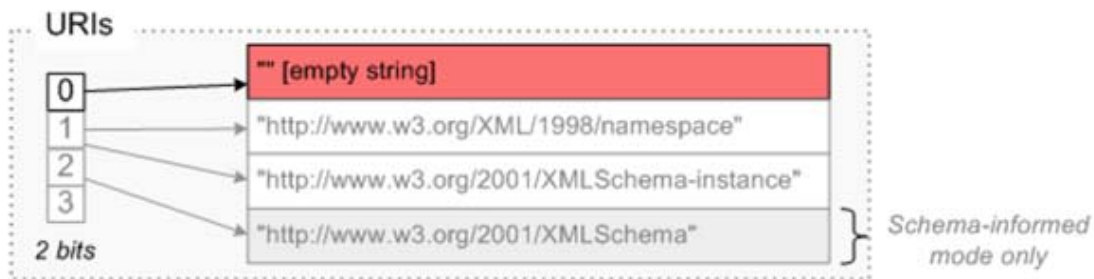 URIs
0
"" [empty string]
1
"http://www.w3.org/XML/1998/namespace"
2
"http://www.w3.org/2001/XMLSchema-instance"
3
"http://www.w3.org/2001/XMLSchema"
2 bits
Schema-informed
mode only